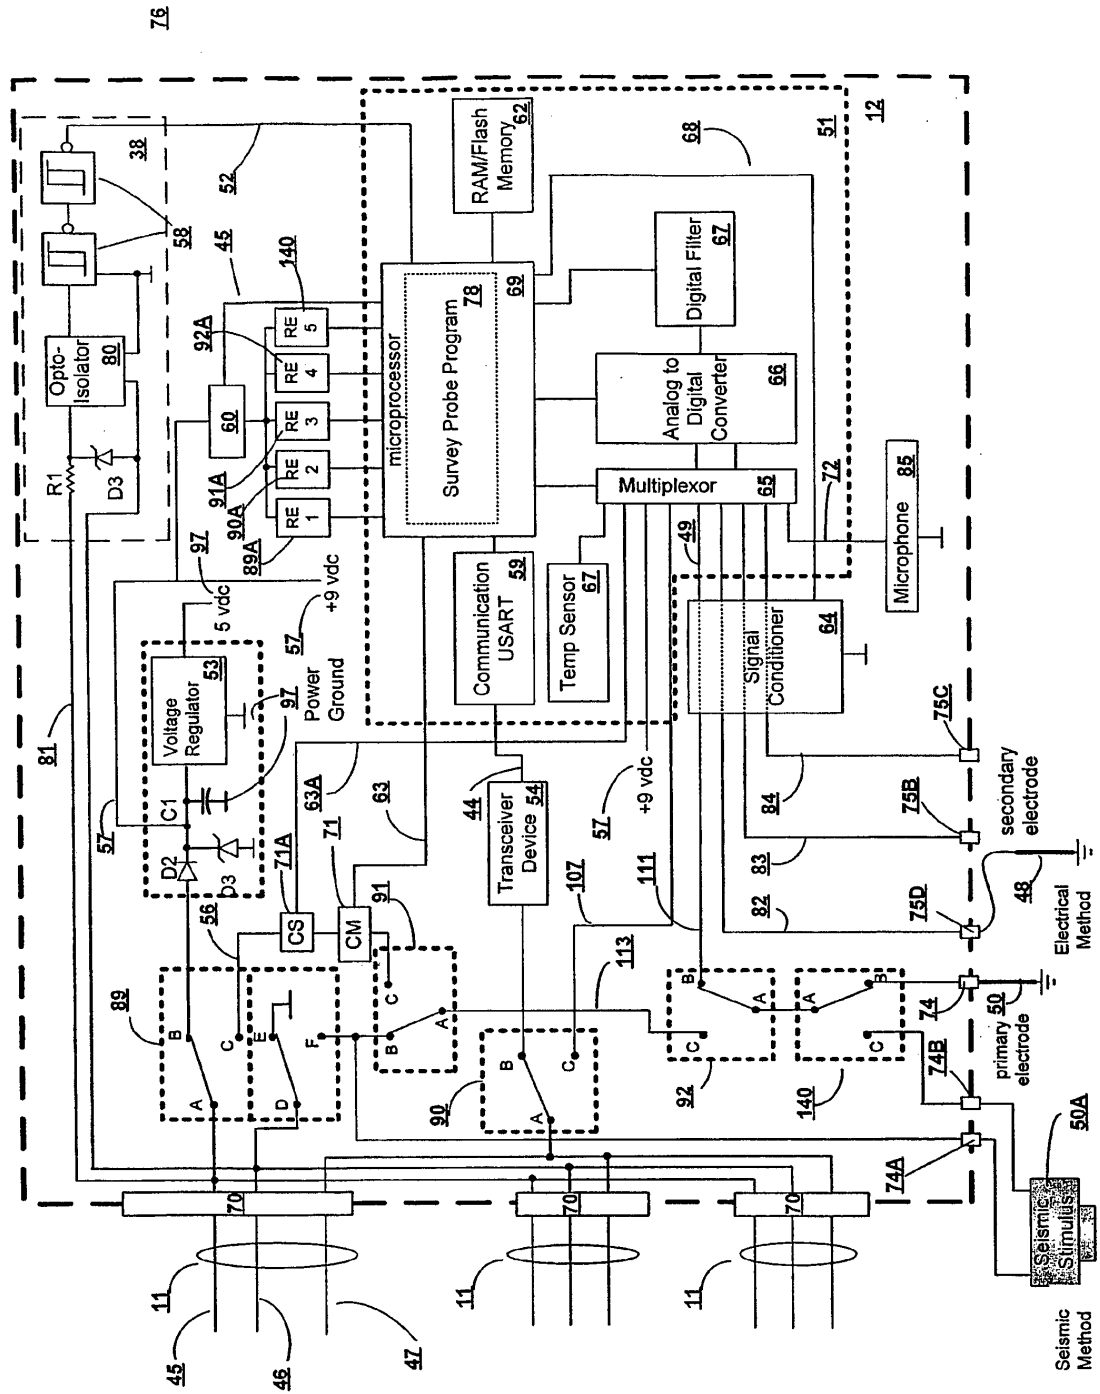 76
38
58
52
45
140
Opto-
Isolator
80
R1
D3
81
92A
91A
90A
89A
60
RE
1
RE
2
RE
3
RE
4
RE
5
97
5 vdc
57
+9 vdc
Voltage
Regulator
53
97
Power
Ground
C1
D2
D3
57
12
51
68
RAM/Flash
Memory
62
microprocessor
Survey Probe Program
78
69
Digital Filter
67
Analog to
Digital
Converter
66
Multiplexor
65
72
Microphone
85
Communication
USART
59
Temp Sensor
67
49
Signal
Conditioner
64
63A
63
44
57
+9 vdc
71A
71
CS
CM
56
91
Transceiver
Device
54
107
111
113
84
83
82
75C
75B
75D
secondary
electrode
48
Electrical
Method
89
A
B
C
D
E
F
A
B
C
90
A
B
C
92
A
B
C
140
A
B
C
74
50
primary
electrode
74B
74A
50A
Seismic
Stimulus
Seismic
Method
70
70
70
11
11
11
45
46
47